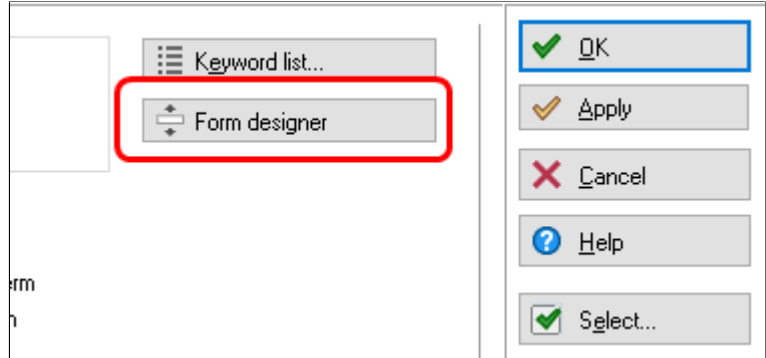 Keyword list...
Form designer
OK
Apply
Cancel
Help
Select...